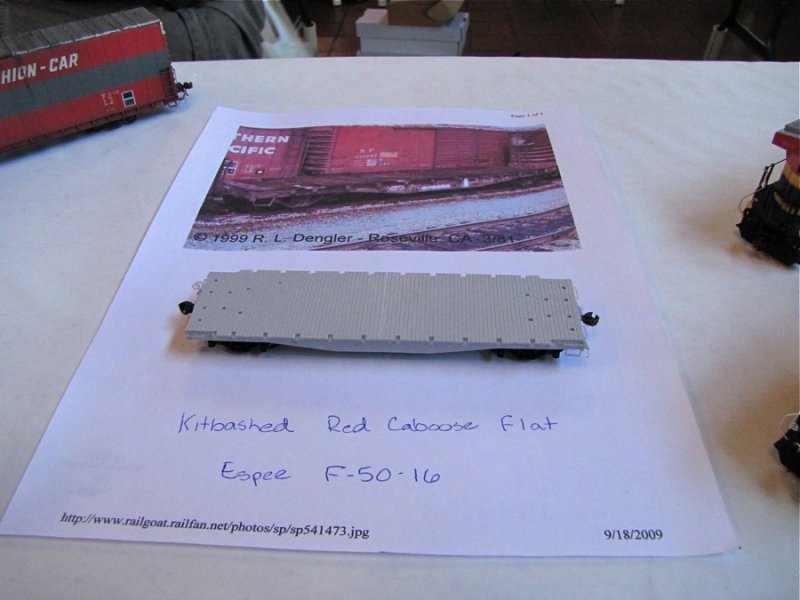 HION-CAR
Page 1 of 1
THERN
CIFIC
S P
© 1999 R. L. Dengler - Roseville, CA 3/81
Kitbashed Red Caboose Flat
Espee F-50-16
http://www.railgoat.railfan.net/photos/sp/sp541473.jpg
9/18/2009